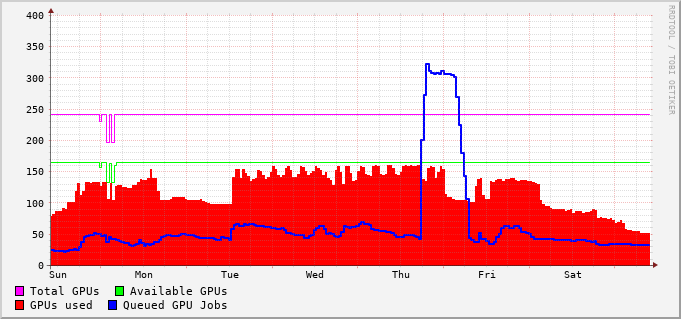 400
350
300
250
200
150
100
50
0
Sun Mon Tue Wed Thu Fri Sat
Total GPUs Available GPUs
GPUs used Queued GPU Jobs
RRDTOOL / TOBI OETIKER